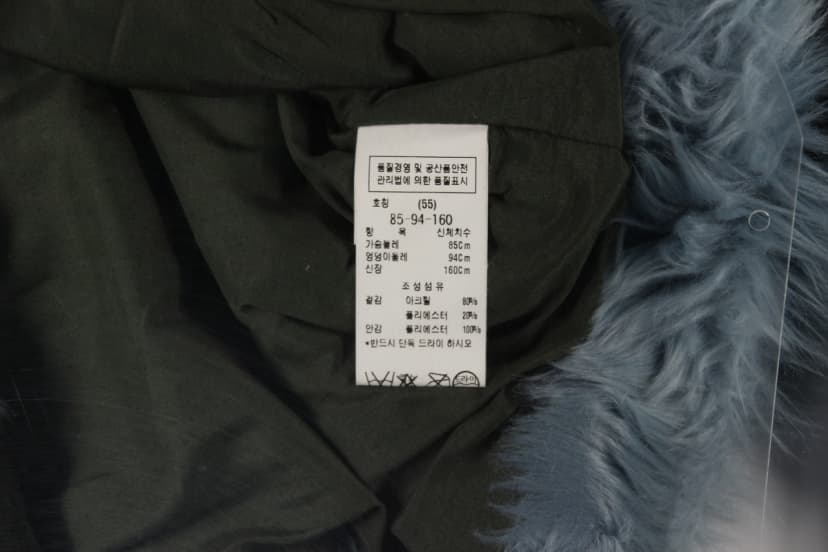 품질경영 및 공산품안전
관리법에 의한 품질표시
호칭 (55)
85-94-160
항 목 신체치수
가슴둘레 85Cm
엉덩이둘레 94Cm
신장 160Cm
조성섬유
겉감 아크릴 80%
폴리에스터 20%
안감 폴리에스터 100%
*반드시 단독 드라이 하시오
드라이